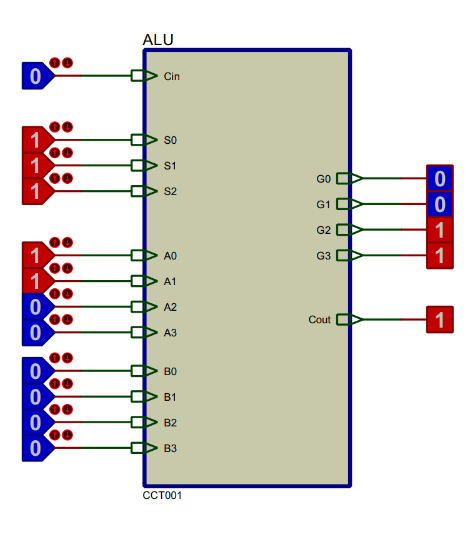 ALU
0 Cin
1 S0
1 S1
1 S2
G0 0
G1 0
G2 1
G3 1
1 A0
1 A1
0 A2
0 A3
Cout 1
0 B0
0 B1
0 B2
0 B3
CCT001